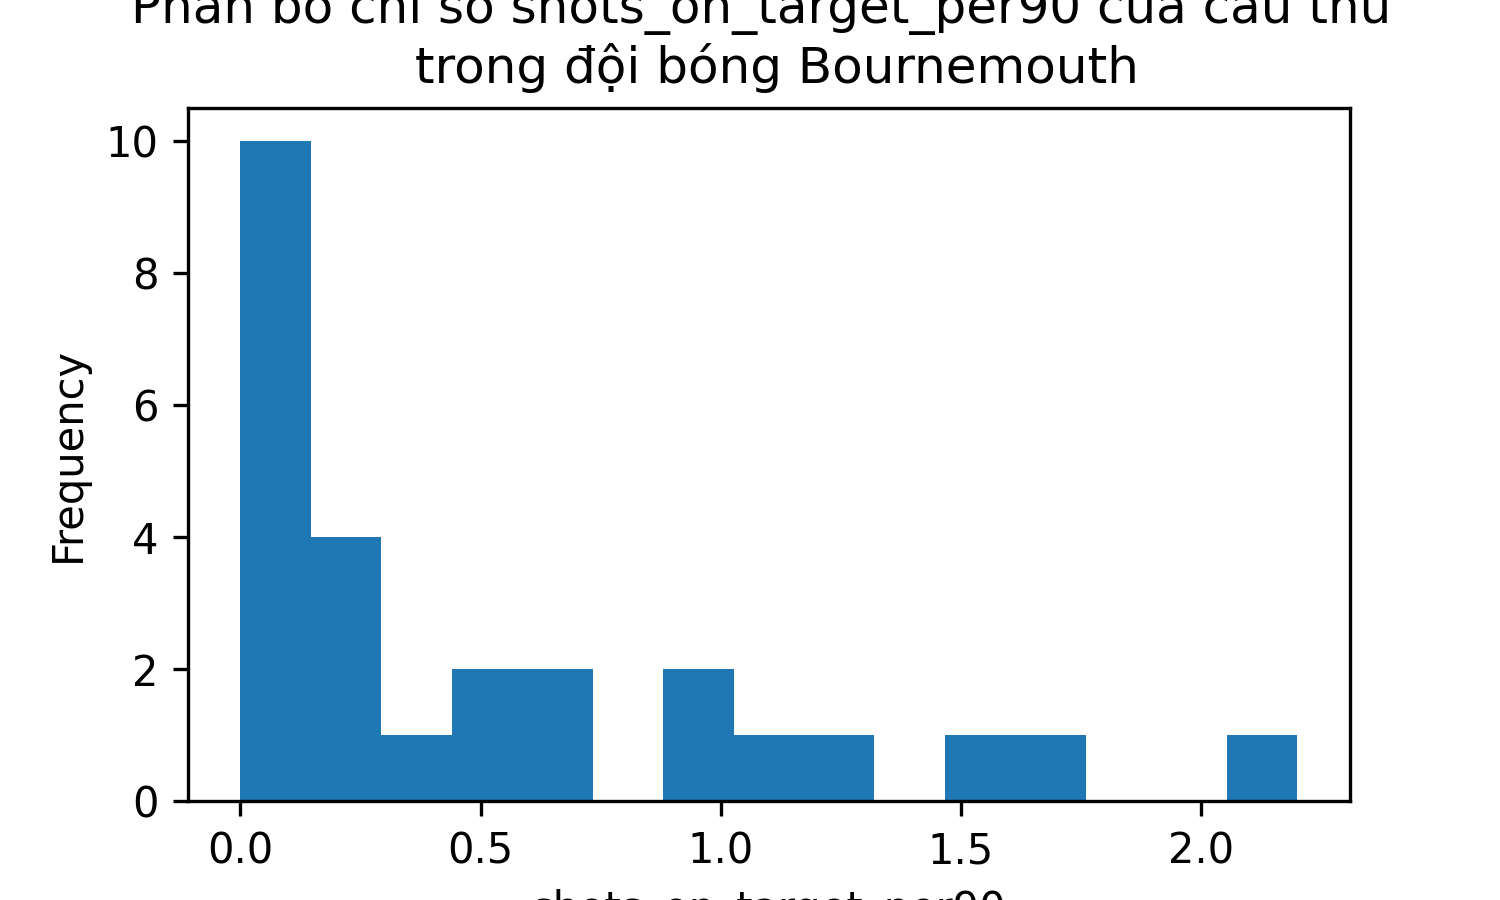 Phân bố chỉ số shots_on_target_per90 của cầu thủ
trong đội bóng Bournemouth
10
8
6
4
2
0
Frequency
0.0 0.5 1.0 1.5 2.0
shots_on_target_per90